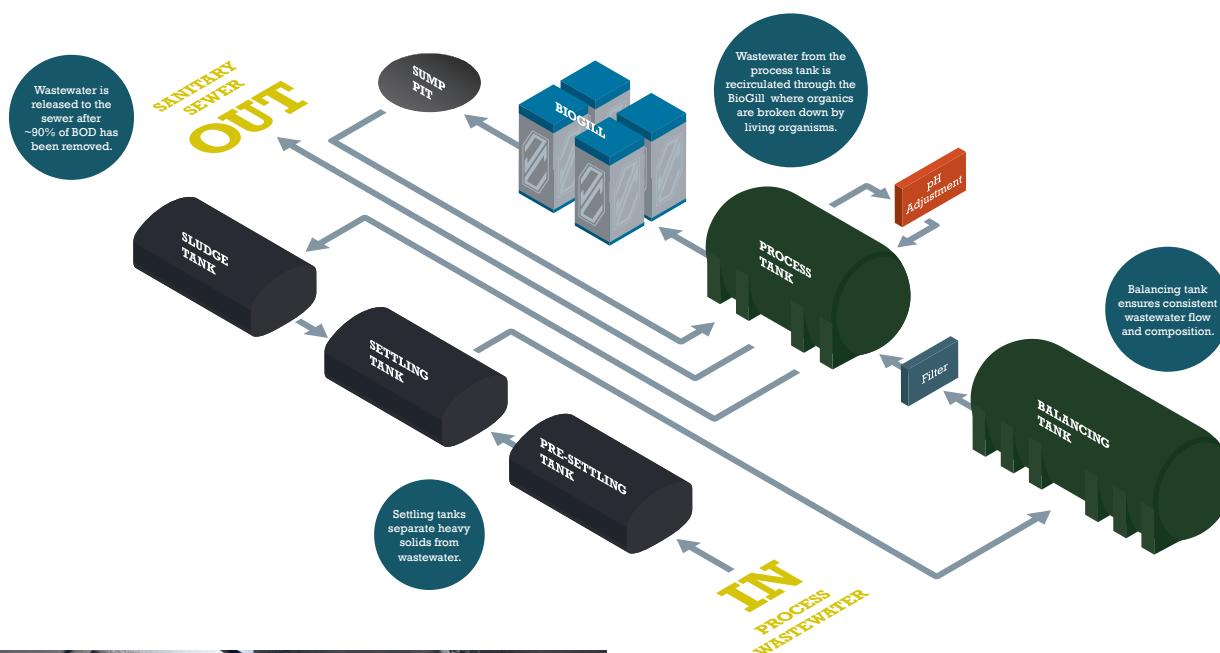 Wastewater is
released to the
sewer after
~90% of BOD has
been removed.
SANITARY
SEWER
OUT
SUMP
PIT
BIOGILL
Wastewater from the
process tank is
recirculated through the
BioGill where organics
are broken down by
living organisms.
pH
Adjustment
PROCESS
TANK
SLUDGE
TANK
Balancing tank
ensures consistent
wastewater flow
and composition.
SETTLING
TANK
Filter
BALANCING
TANK
PRE-SETTLING
TANK
Settling tanks
separate heavy
solids from
wastewater.
IN
PROCESS
WASTEWATER